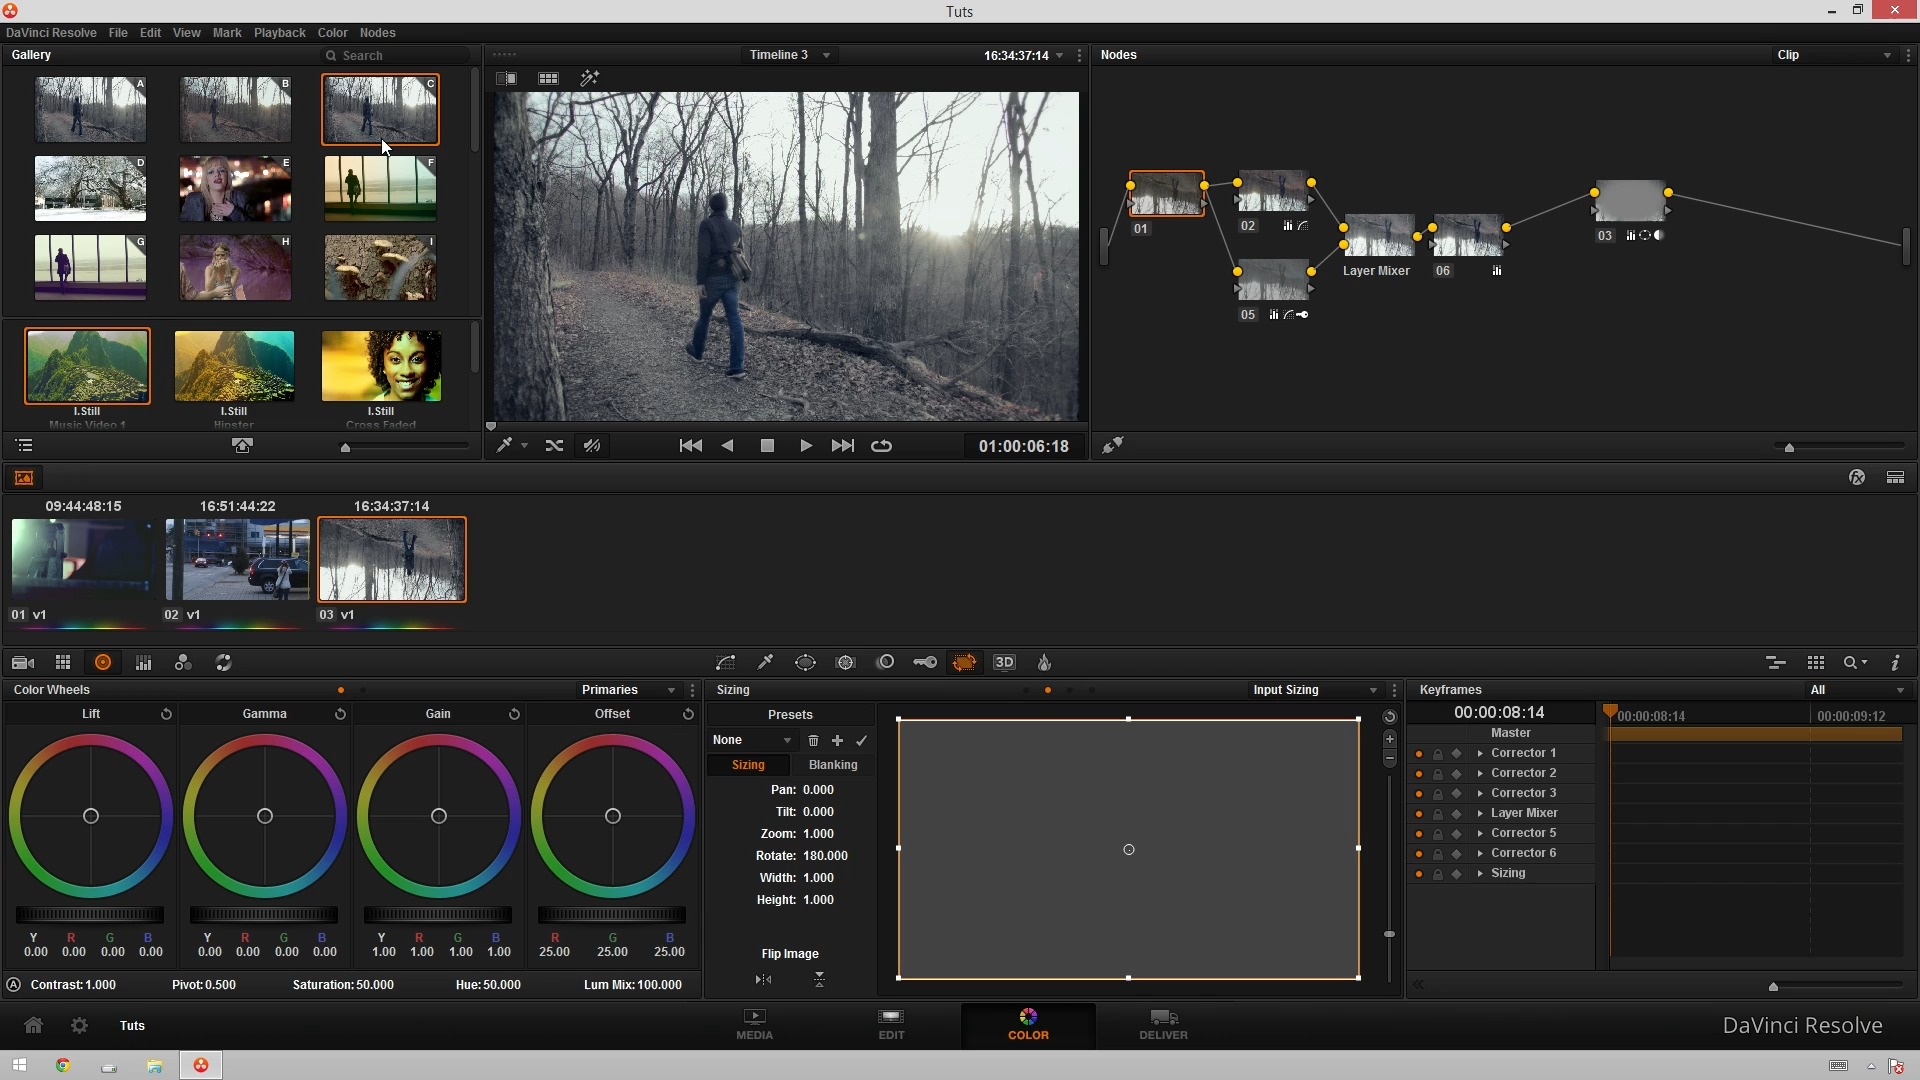 Tuts
DaVinci Resolve File Edit View Mark Playback Color Nodes
Gallery
Search
Timeline 3
16:34:37:14
Nodes
Clip
A
B
C
D
E
F
G
H
I
01
02
Layer Mixer
06
03
05
I.Still
Music Video 1
I.Still
Hipster
I.Still
Cross Faded
01:00:06:18
09:44:48:15
16:51:44:22
16:34:37:14
01 v1
02 v1
03 v1
3D
Color Wheels
Primaries
Lift
Gamma
Gain
Offset
Y R G B
0.00 0.00 0.00 0.00
Y R G B
0.00 0.00 0.00 0.00
Y R G B
1.00 1.00 1.00 1.00
R G B
25.00 25.00 25.00
A Contrast:1.000 Pivot:0.500 Saturation:50.000 Hue:50.000 Lum Mix:100.000
Sizing
Input Sizing
Presets
None
Sizing
Blanking
Pan: 0.000
Tilt: 0.000
Zoom: 1.000
Rotate: 180.000
Width: 1.000
Height: 1.000
Flip Image
Keyframes
All
00:00:08:14
00:00:08:14
00:00:09:12
Master
Corrector 1
Corrector 2
Corrector 3
Layer Mixer
Corrector 5
Corrector 6
Sizing
Tuts
MEDIA
EDIT
COLOR
DELIVER
DaVinci Resolve